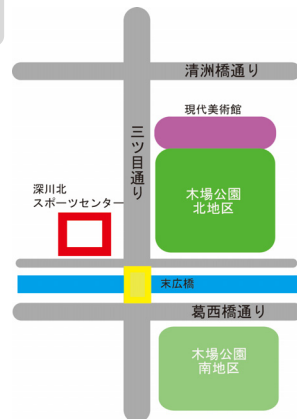 清洲橋通り
現代美術館
三ツ目通り
深川北
スポーツセンター
木場公園
北地区
末広橋
葛西橋通り
木場公園
南地区